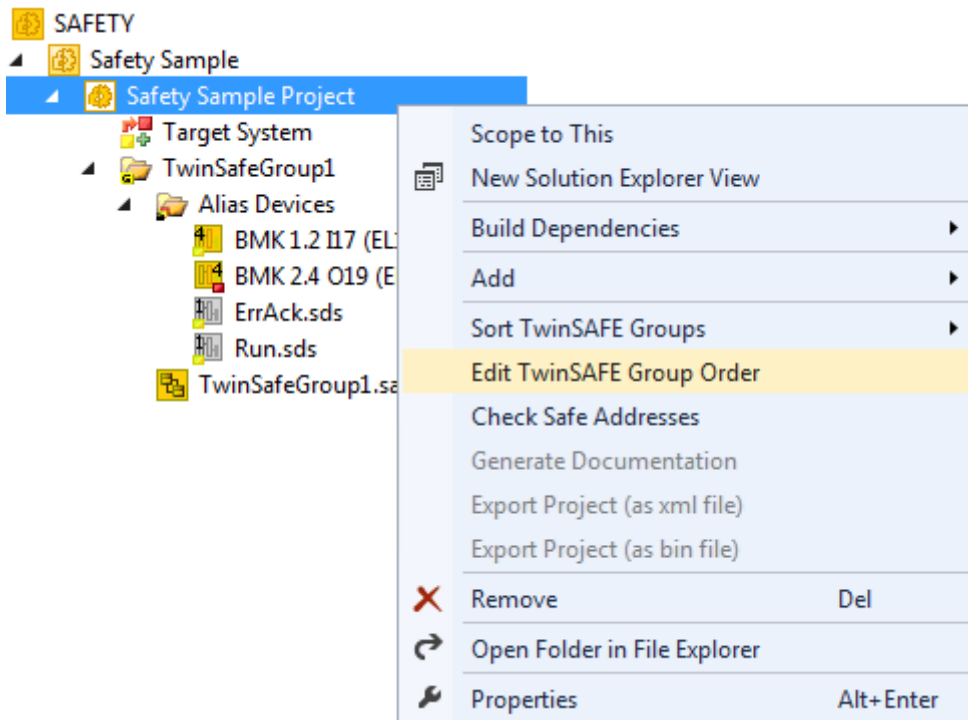 SAFETY
Safety Sample
Safety Sample Project
Target System
TwinSafeGroup1
Alias Devices
BMK 1.2 I17
BMK 2.4 O19
ErrAck.sds
Run.sds
TwinSafeGroup1.sa
Scope to This
New Solution Explorer View
Build Dependencies
Add
Sort TwinSAFE Groups
Edit TwinSAFE Group Order
Check Safe Addresses
Generate Documentation
Export Project (as xml file)
Export Project (as bin file)
Remove Del
Open Folder in File Explorer
Properties Alt+Enter